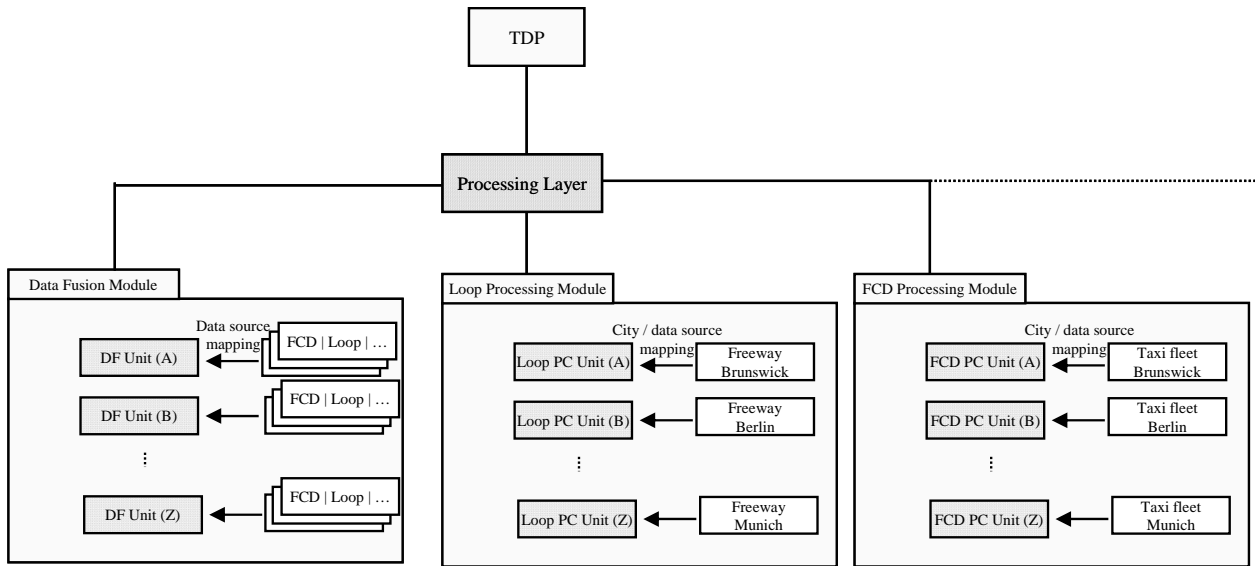 TDP
Processing Layer
Data Fusion Module
Data source
mapping
FCD | Loop | …
DF Unit (A)
FCD | Loop | …
DF Unit (B)
FCD | Loop | …
DF Unit (Z)
Loop Processing Module
City / data source
mapping
Loop PC Unit (A)
Freeway
Brunswick
Loop PC Unit (B)
Freeway
Berlin
Loop PC Unit (Z)
Freeway
Munich
FCD Processing Module
City / data source
mapping
FCD PC Unit (A)
Taxi fleet
Brunswick
FCD PC Unit (B)
Taxi fleet
Berlin
FCD PC Unit (Z)
Taxi fleet
Munich